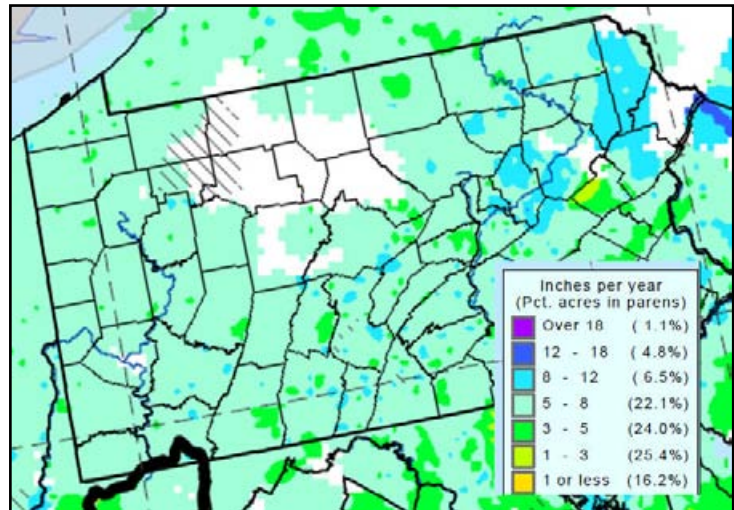 Inches per year
(Pct. acres in parens)
Over 18 ( 1.1%)
12 - 18 ( 4.8%)
8 - 12 ( 6.5%)
5 - 8 (22.1%)
3 - 5 (24.0%)
1 - 3 (25.4%)
1 or less (16.2%)